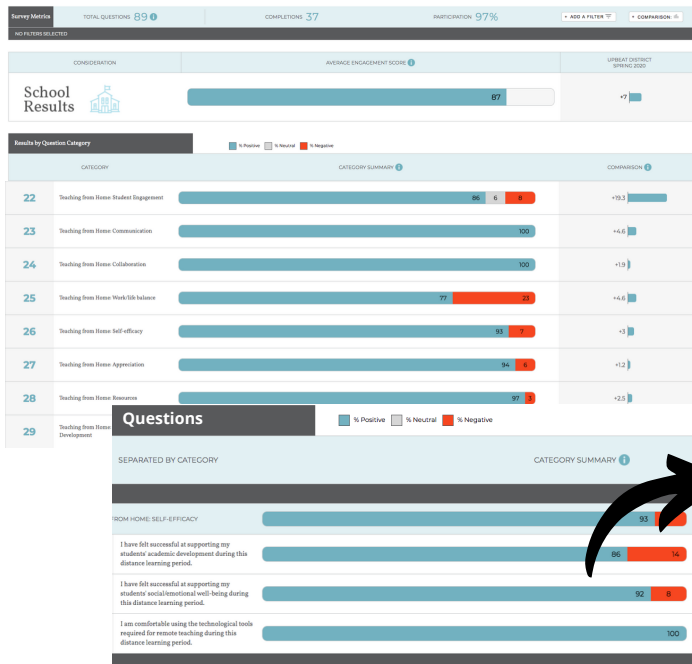 Survey Metrics
TOTAL QUESTIONS 89 i
COMPLETIONS 37
PARTICIPATION 97%
+ ADD A FILTER
+ COMPARISON:
NO FILTERS SELECTED
CONSIDERATION
AVERAGE ENGAGEMENT SCORE i
UPBEAT DISTRICT
SPRING 2020
School
Results
87
+7
Results by Question Category
% Positive % Neutral % Negative
CATEGORY
CATEGORY SUMMARY i
COMPARISON i
22 Teaching from Home: Student Engagement 86 6 8 +19.3
23 Teaching from Home: Communication 100 +4.6
24 Teaching from Home: Collaboration 100 +1.9
25 Teaching from Home: Work/life balance 77 23 +4.6
26 Teaching from Home: Self-efficacy 93 7 +3
27 Teaching from Home: Appreciation 94 6 +1.2
28 Teaching from Home: Resources 97 3 +2.5
29 Teaching from Home:
Development
Questions
% Positive % Neutral % Negative
SEPARATED BY CATEGORY
CATEGORY SUMMARY i
FROM HOME: SELF-EFFICACY 93
I have felt successful at supporting my
students' academic development during this
distance learning period.
86 14
I have felt successful at supporting my
students' social/emotional well-being during
this distance learning period.
92 8
I am comfortable using the technological tools
required for remote teaching during this
distance learning period.
100